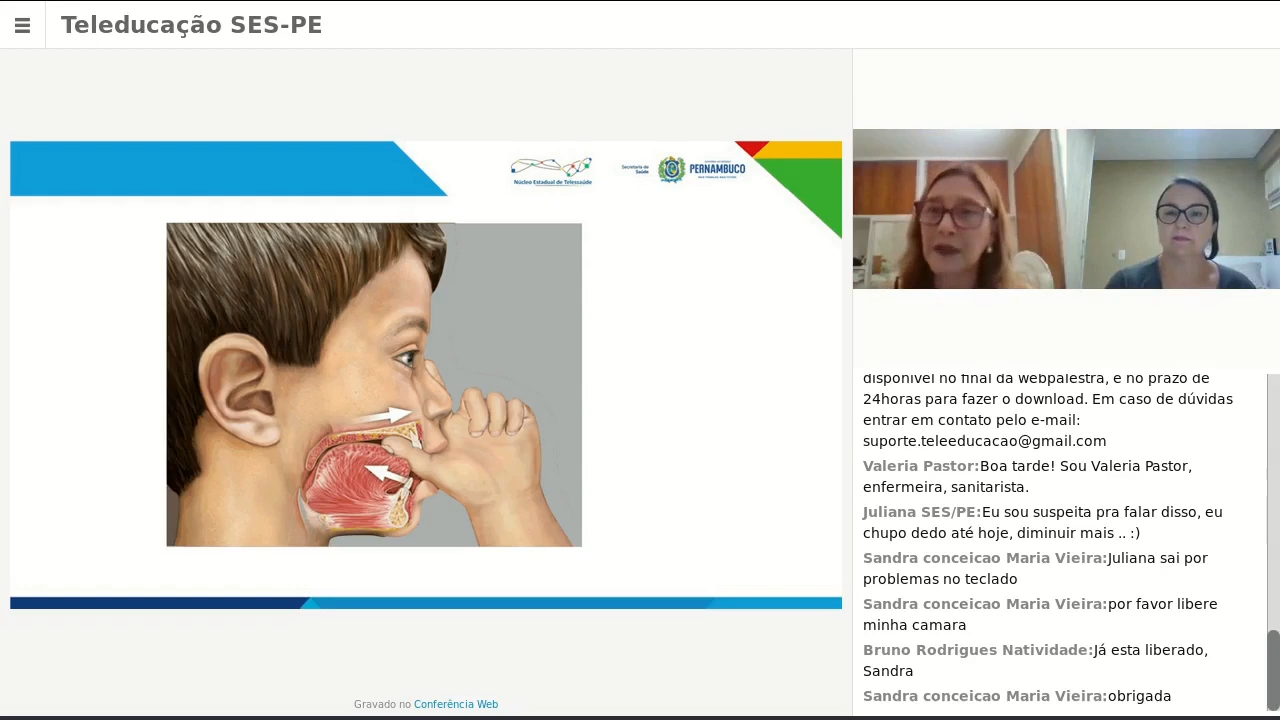 Teleducação SES-PE
Núcleo Estadual de Telessaúde
Secretaria de
Saúde
PERNAMBUCO
disponível no final da webpalestra, e no prazo de
24horas para fazer o download. Em caso de dúvidas
entrar em contato pelo e-mail:
suporte.teleeducacao@gmail.com
Valeria Pastor:Boa tarde! Sou Valeria Pastor,
enfermeira, sanitarista.
Juliana SES/PE:Eu sou suspeita pra falar disso, eu
chupo dedo até hoje, diminuir mais .. :)
Sandra conceicao Maria Vieira:Juliana sai por
problemas no teclado
Sandra conceicao Maria Vieira:por favor libere
minha camara
Bruno Rodrigues Natividade:Já esta liberado,
Sandra
Sandra conceicao Maria Vieira:obrigada
Gravado no Conferência Web